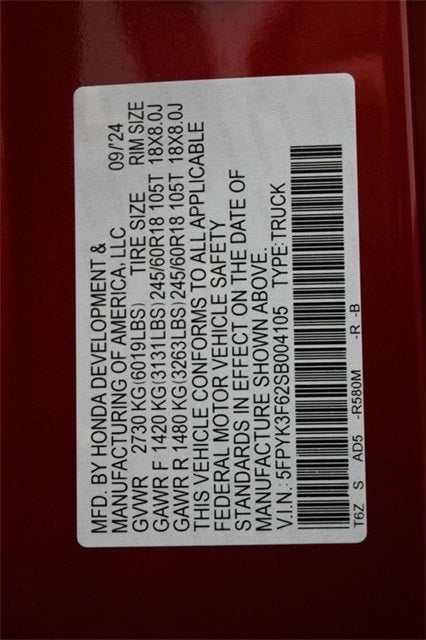 MFD. BY HONDA DEVELOPMENT &
MANUFACTURING OF AMERICA, LLC 09/'24
GVWR 2730 KG(6019LBS) TIRE SIZE RIM SIZE
GAWR F 1420 KG(3131LBS)245/60R18 105T 18X8.0J
GAWR R 1480KG(3263LBS)245/60R18 105T 18X8.0J
THIS VEHICLE CONFORMS TO ALL APPLICABLE
FEDERAL MOTOR VEHICLE SAFETY
STANDARDS IN EFFECT ON THE DATE OF
MANUFACTURE SHOWN ABOVE.
V.I.N.: 5FPYK3F62SB004105 TYPE:TRUCK
T6Z S AD5 -R580M -R -B